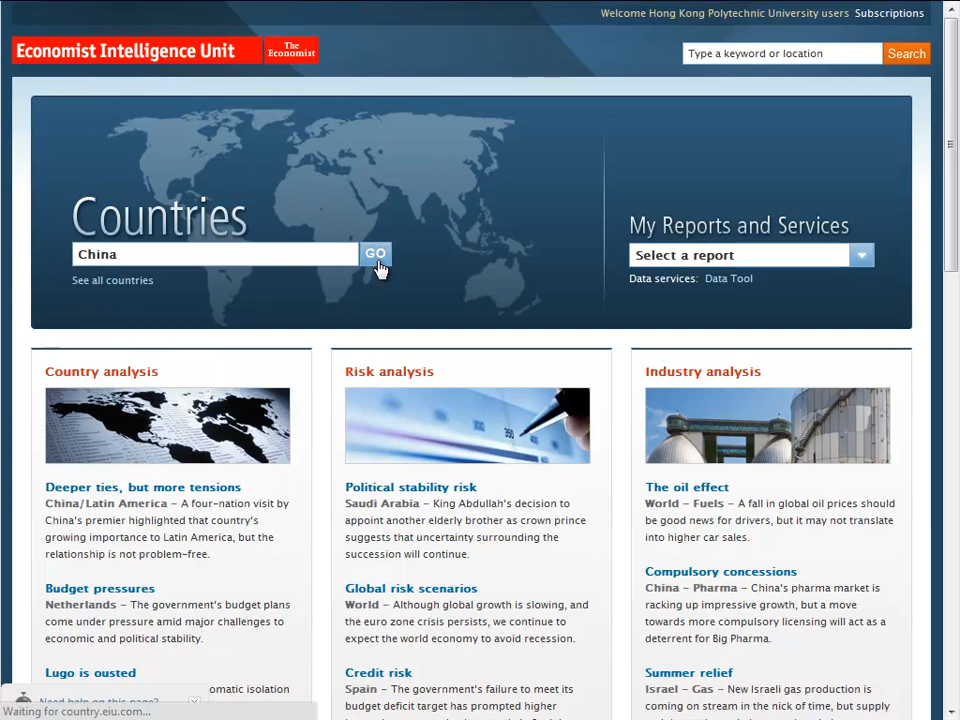 Welcome Hong Kong Polytechnic University users Subscriptions
Economist Intelligence Unit
The
Economist
Type a keyword or location
Search
Countries
China
GO
See all countries
My Reports and Services
Select a report
Data services: Data Tool
Country analysis
Deeper ties, but more tensions
China/Latin America – A four-nation visit by
China's premier highlighted that country's
growing importance to Latin America, but the
relationship is not problem-free.
Budget pressures
Netherlands – The government's budget plans
come under pressure amid major challenges to
economic and political stability.
Lugo is ousted
omatic isolation
Risk analysis
350
Political stability risk
Saudi Arabia – King Abdullah's decision to
appoint another elderly brother as crown prince
suggests that uncertainty surrounding the
succession will continue.
Global risk scenarios
World – Although global growth is slowing, and
the euro zone crisis persists, we continue to
expect the world economy to avoid recession.
Credit risk
Spain – The government's failure to meet its
budget deficit target has prompted higher
Industry analysis
The oil effect
World – Fuels – A fall in global oil prices should
be good news for drivers, but it may not translate
into higher car sales.
Compulsory concessions
China – Pharma – China's pharma market is
racking up impressive growth, but a move
towards more compulsory licensing will act as a
deterrent for Big Pharma.
Summer relief
Israel – Gas – New Israeli gas production is
coming on stream in the nick of time, but supply
Need help on this page?
Waiting for country.eiu.com...